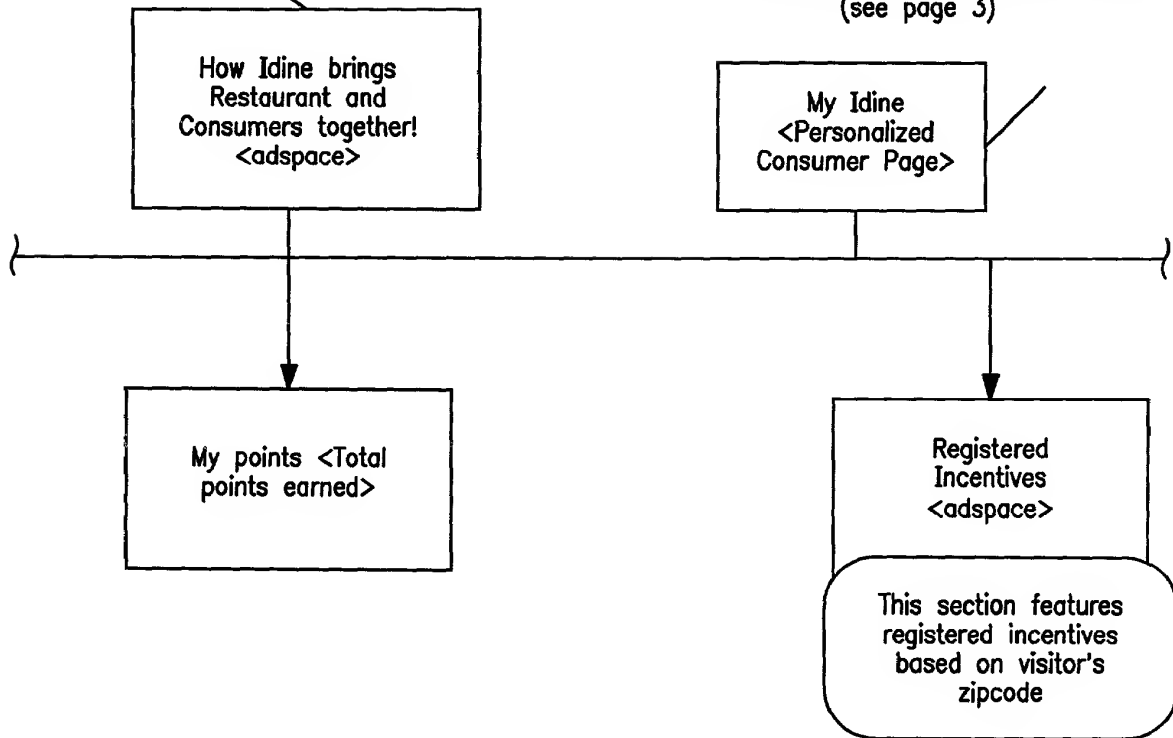 (see page 3)
How Idine brings
Restaurant and
Consumers together!
<adspace>
My Idine
<Personalized
Consumer Page>
My points <Total
points earned>
Registered
Incentives
<adspace>
This section features
registered incentives
based on visitor's
zipcode